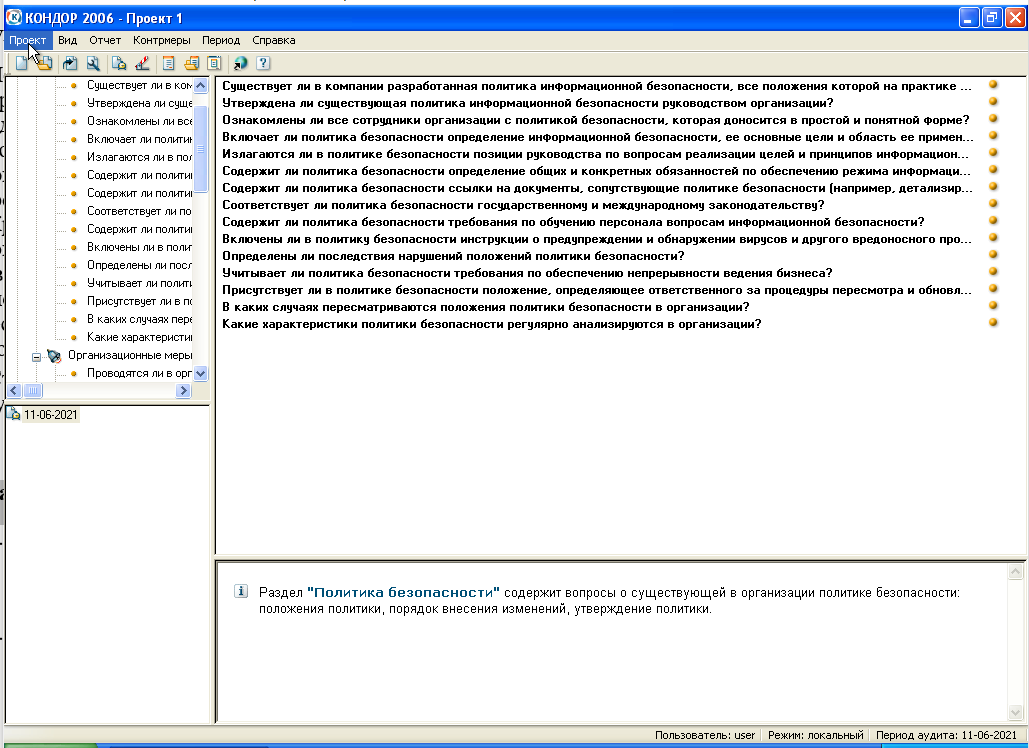 КОНДОР 2006 - Проект 1
Проект Вид Отчет Контрмеры Период Справка
Существует ли в ком
Утверждена ли суще
Ознакомлены ли все
Включает ли политик
Излагаются ли в пол
Содержит ли полити
Содержит ли полити
Соответствует ли по
Содержит ли полити
Включены ли в полит
Определены ли посл
Учитывает ли полити
Присутствует ли в по
В каких случаях пере
Какие характеристи
Организационные меры
Проводятся ли в орг
11-06-2021
Существует ли в компании разработанная политика информационной безопасности, все положения которой на практике ...
Утверждена ли существующая политика информационной безопасности руководством организации?
Ознакомлены ли все сотрудники организации с политикой безопасности, которая доносится в простой и понятной форме?
Включает ли политика безопасности определение информационной безопасности, ее основные цели и область ее примен...
Излагаются ли в политике безопасности позиции руководства по вопросам реализации целей и принципов информацион...
Содержит ли политика безопасности определение общих и конкретных обязанностей по обеспечению режима информаци...
Содержит ли политика безопасности ссылки на документы, сопутствующие политике безопасности (например, детализир...
Соответствует ли политика безопасности государственному и международному законодательству?
Содержит ли политика безопасности требования по обучению персонала вопросам информационной безопасности?
Включены ли в политику безопасности инструкции о предупреждении и обнаружении вирусов и другого вредоносного про...
Определены ли последствия нарушений положений политики безопасности?
Учитывает ли политика безопасности требования по обеспечению непрерывности ведения бизнеса?
Присутствует ли в политике безопасности положение, определяющее ответственного за процедуры пересмотра и обновл...
В каких случаях пересматриваются положения политики безопасности в организации?
Какие характеристики политики безопасности регулярно анализируются в организации?
Раздел "Политика безопасности" содержит вопросы о существующей в организации политике безопасности:
положения политики, порядок внесения изменений, утверждение политики.
Пользователь: user Режим: локальный Период аудита: 11-06-2021